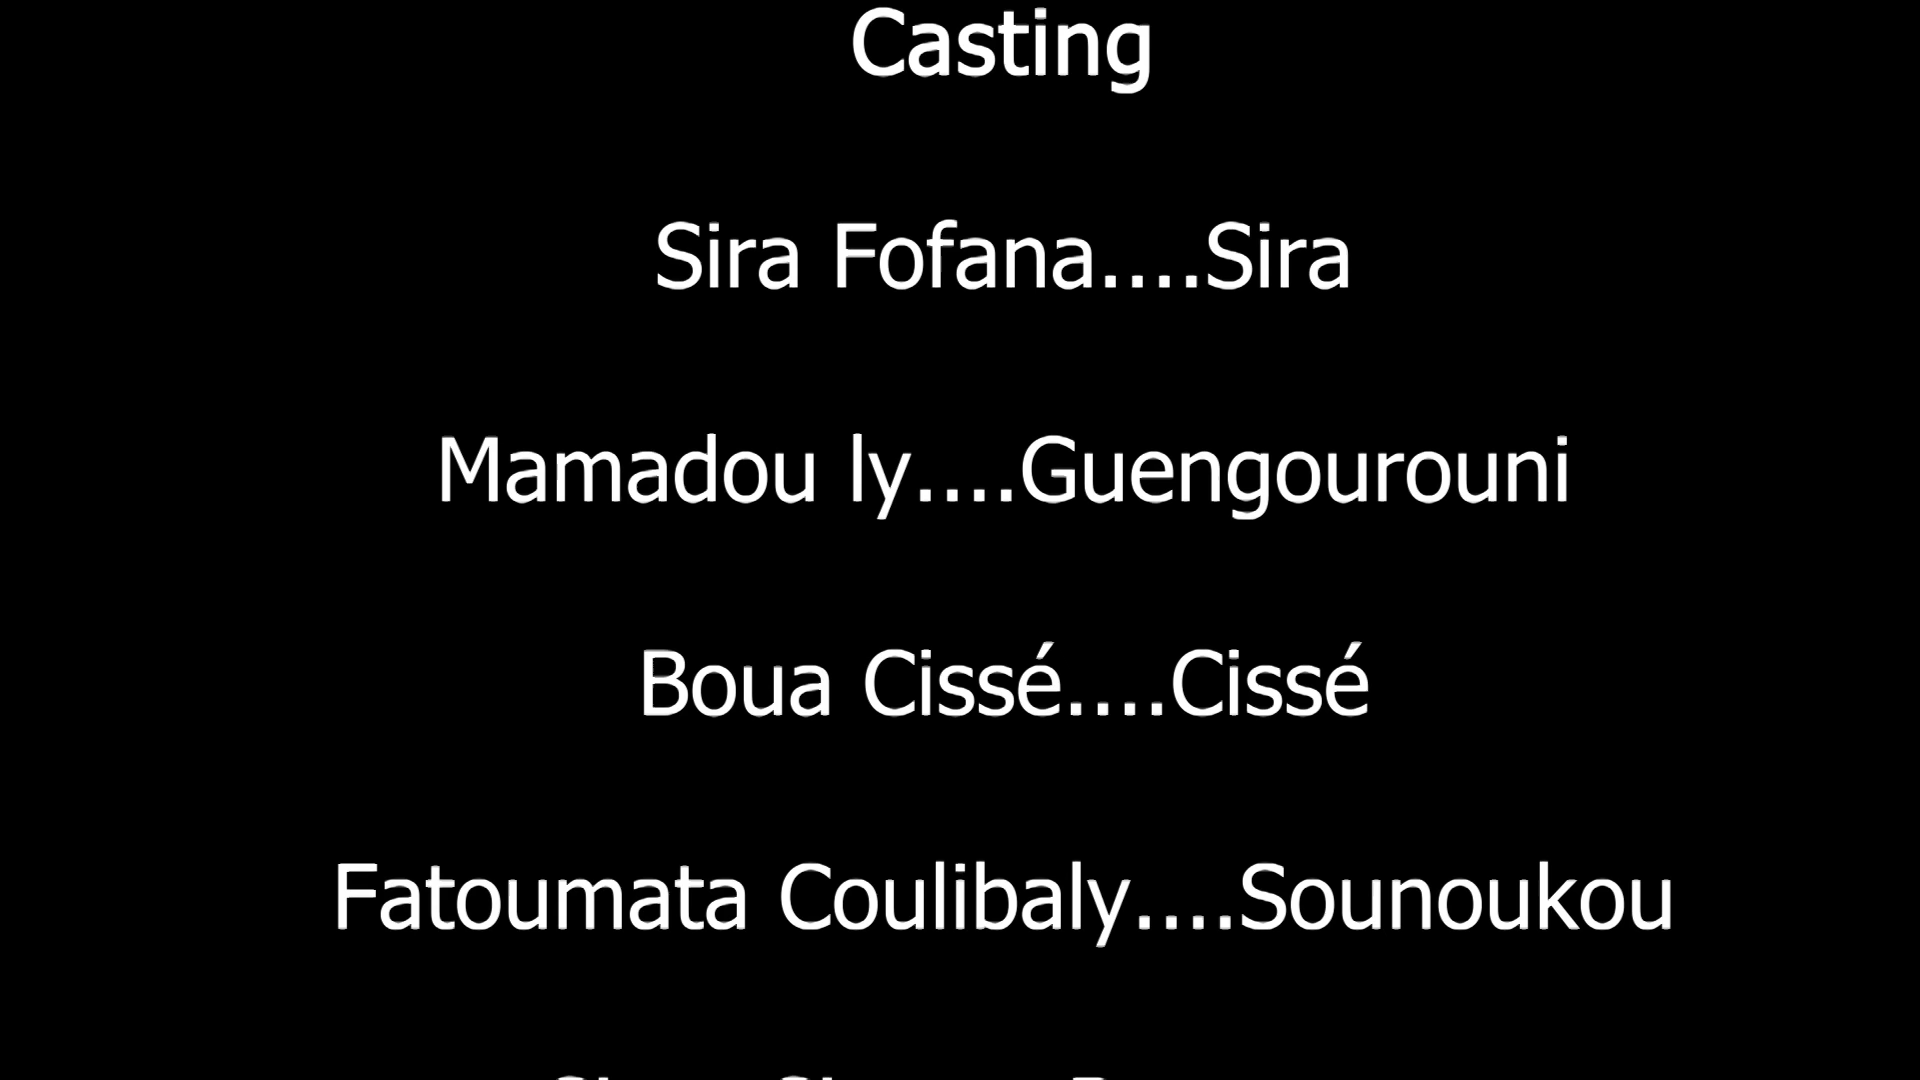 Casting
Sira Fofana....Sira
Mamadou ly....Guengourouni
Boua Cissé....Cissé
Fatoumata Coulibaly....Sounoukou